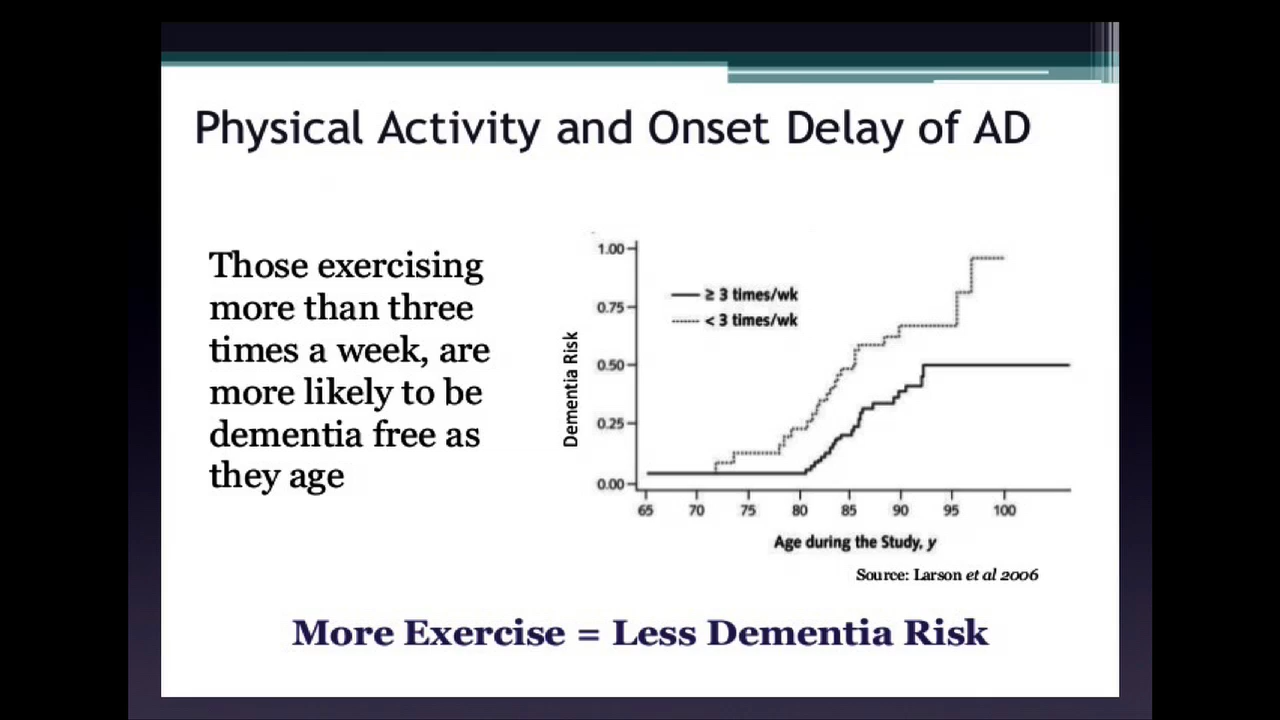 Physical Activity and Onset Delay of AD
Those exercising
more than three
times a week, are
more likely to be
dementia free as
they age
1.00
0.75
0.50
0.25
0.00
Dementia Risk
≥ 3 times/wk
< 3 times/wk
65 70 75 80 85 90 95 100
Age during the Study, y
Source: Larson et al 2006
More Exercise = Less Dementia Risk